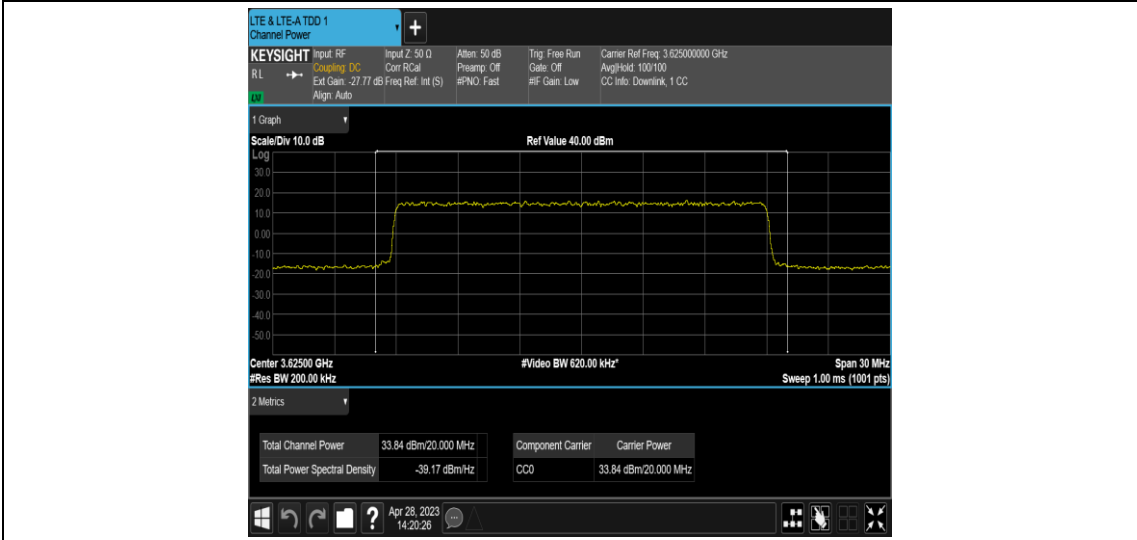 LTE & LTE-A TDD 1
Channel Power
+
KEYSIGHT Input: RF Input Z: 50 Ω Atten: 50 dB Trig: Free Run Carrier Ref Freq: 3.625000000 GHz
RL Coupling: DC Corr RCal Preamp: Off Gate: Off Avg|Hold: 100/100
Ext Gain: -27.77 dB Freq Ref: Int (S) #PNO: Fast #IF Gain: Low CC Info: Downlink, 1 CC
Align: Auto
1 Graph
Scale/Div 10.0 dB Ref Value 40.00 dBm
Log
30.0
20.0
10.0
0.00
-10.0
-20.0
-30.0
-40.0
-50.0
Center 3.62500 GHz #Video BW 620.00 kHz* Span 30 MHz
#Res BW 200.00 kHz Sweep 1.00 ms (1001 pts)
2 Metrics
Total Channel Power 33.84 dBm/20.000 MHz Component Carrier Carrier Power
Total Power Spectral Density -39.17 dBm/Hz CC0 33.84 dBm/20.000 MHz
? Apr 28, 2023
14:20:26